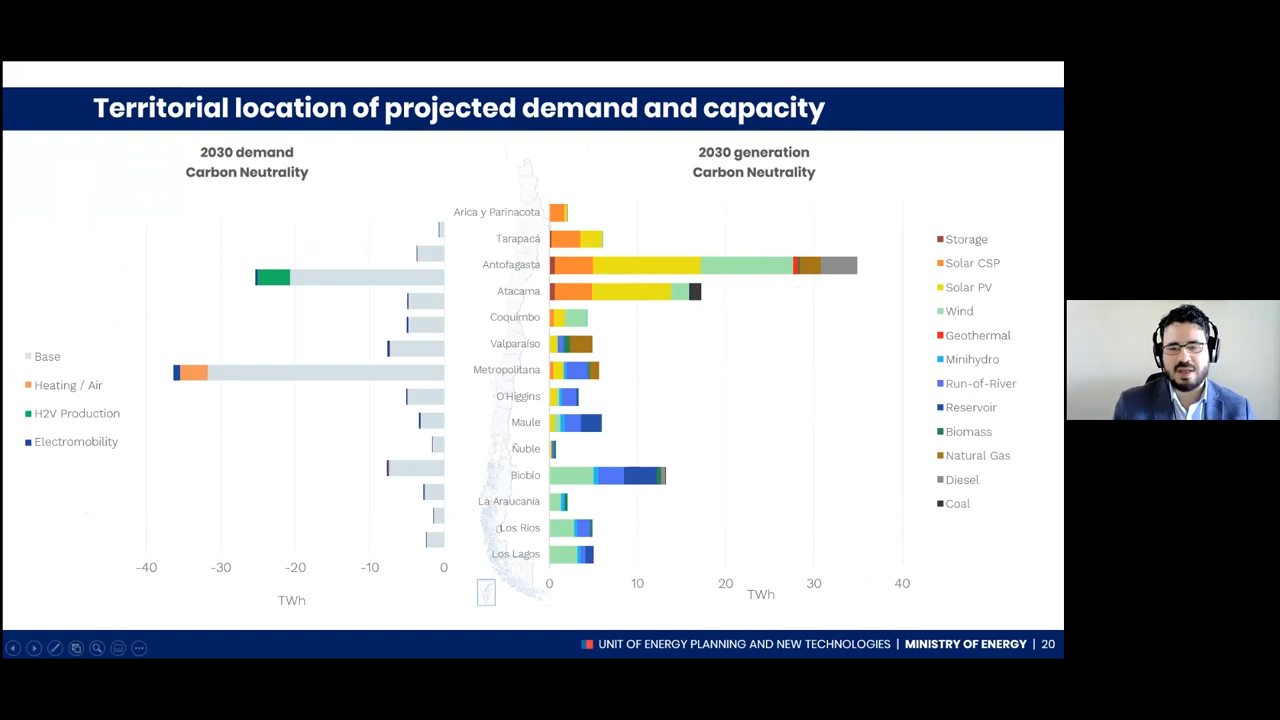 Territorial location of projected demand and capacity
2030 demand
Carbon Neutrality
2030 generation
Carbon Neutrality
Base
Heating / Air
H2V Production
Electromobility
-40
-30
-20
-10
0
TWh
Arica y Parinacota
Tarapacá
Antofagasta
Atacama
Coquimbo
Valparaíso
Metropolitana
O'Higgins
Maule
Ñuble
Biobío
La Araucanía
Los Ríos
Los Lagos
0
10
20
30
40
TWh
Storage
Solar CSP
Solar PV
Wind
Geothermal
Minihydro
Run-of-River
Reservoir
Biomass
Natural Gas
Diesel
Coal
UNIT OF ENERGY PLANNING AND NEW TECHNOLOGIES | MINISTRY OF ENERGY | 20